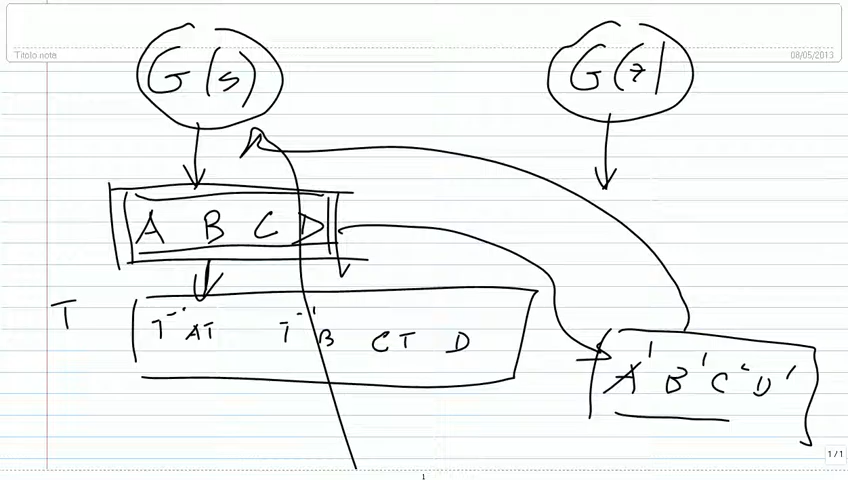 Titolo nota
08/05/2013
G(s)
G(z)
A B C D
T
T⁻¹AT T⁻¹B CT D
A' B' C' D'
1/1
1